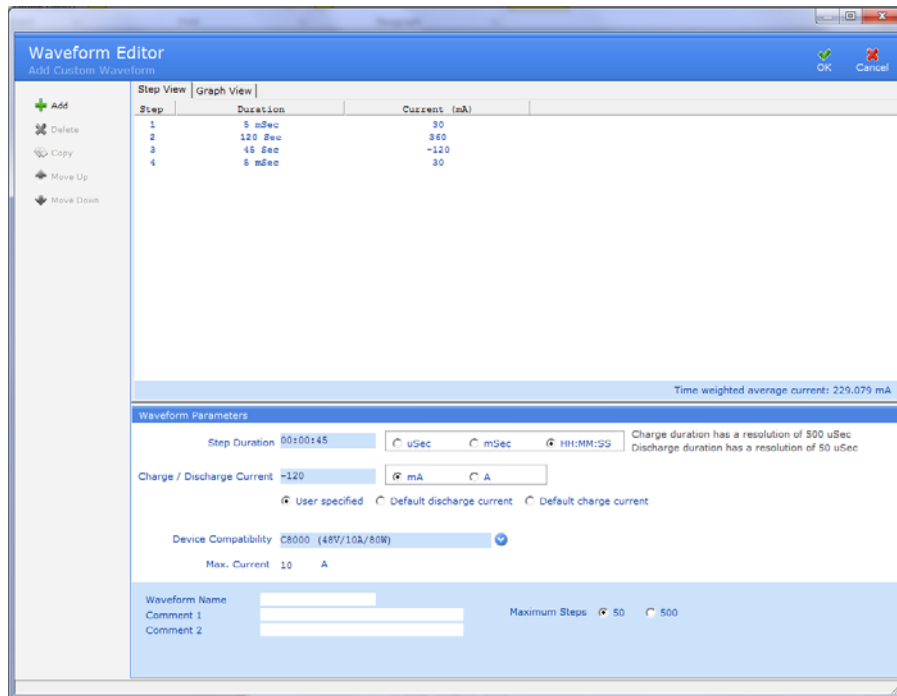 Waveform Editor
Add Custom Waveform
OK Cancel
Add
Delete
Copy
Move Up
Move Down
Step View Graph View
Step Duration Current (mA)
1 5 mSec 30
2 120 Sec 360
3 45 Sec -120
4 5 mSec 30
Time weighted average current: 229.079 mA
Waveform Parameters
Step Duration 00:00:45 uSec mSec HH:MM:SS
Charge duration has a resolution of 500 uSec
Discharge duration has a resolution of 50 uSec
Charge / Discharge Current -120 mA A
User specified Default discharge current Default charge current
Device Compatibility C8000 (48V/10A/80W)
Max. Current 10 A
Waveform Name
Comment 1
Comment 2
Maximum Steps 50 500